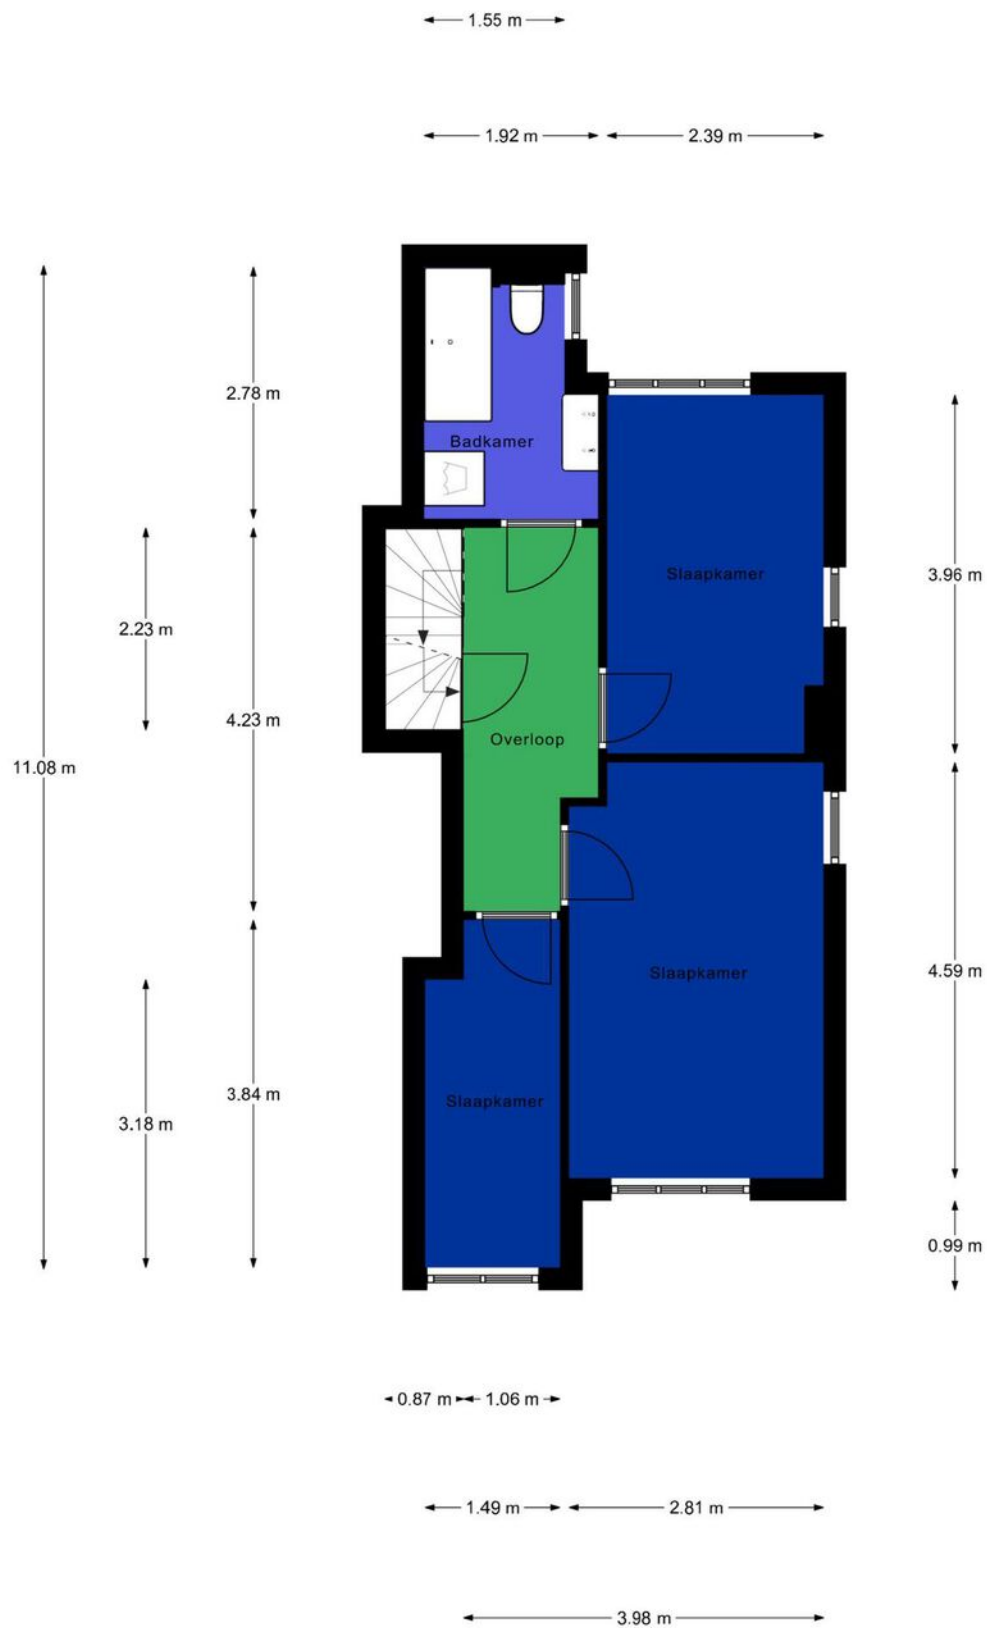 1.55 m
1.92 m
2.39 m
2.78 m
Badkamer
Slaapkamer
3.96 m
2.23 m
4.23 m
Overloop
11.08 m
Slaapkamer
4.59 m
3.84 m
Slaapkamer
3.18 m
0.99 m
0.87 m
1.06 m
1.49 m
2.81 m
3.98 m